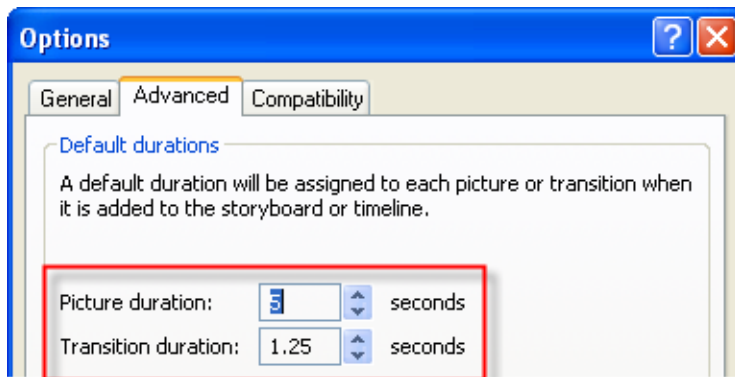 Options
General Advanced Compatibility
Default durations
A default duration will be assigned to each picture or transition when
it is added to the storyboard or timeline.
Picture duration: 5 seconds
Transition duration: 1.25 seconds